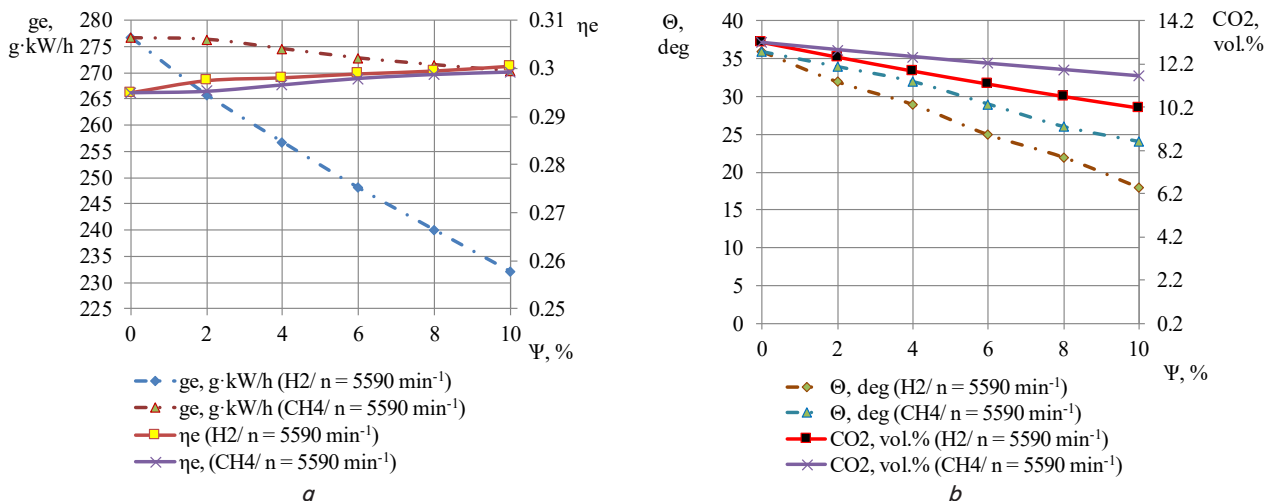 ge,
g·kW/h
280
275
270
265
260
255
250
245
240
235
230
225
0 2 4 6 8 10
Ψ, %
ηe
0.31
0.3
0.29
0.28
0.27
0.26
0.25
ge, g·kW/h (H2/ n = 5590 min⁻¹)
ge, g·kW/h (CH4/ n = 5590 min⁻¹)
ηe (H2/ n = 5590 min⁻¹)
ηe, (CH4/ n = 5590 min⁻¹)
a
Θ,
deg
40
35
30
25
20
15
10
5
0
0 2 4 6 8 10
Ψ, %
CO2,
vol.%
14.2
12.2
10.2
8.2
6.2
4.2
2.2
0.2
Θ, deg (H2/ n = 5590 min⁻¹)
Θ, deg (CH4/ n = 5590 min⁻¹)
CO2, vol.% (H2/ n = 5590 min⁻¹)
CO2, vol.% (CH4/ n = 5590 min⁻¹)
b